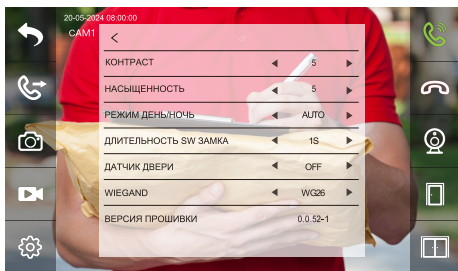 20-05-2024 08:00:00
CAM1
<
КОНТРАСТ 5
НАСЫЩЕННОСТЬ 5
РЕЖИМ ДЕНЬ/НОЧЬ AUTO
ДЛИТЕЛЬНОСТЬ SW ЗАМКА 1S
ДАТЧИК ДВЕРИ OFF
WIEGAND WG26
ВЕРСИЯ ПРОШИВКИ 0.0.52-1